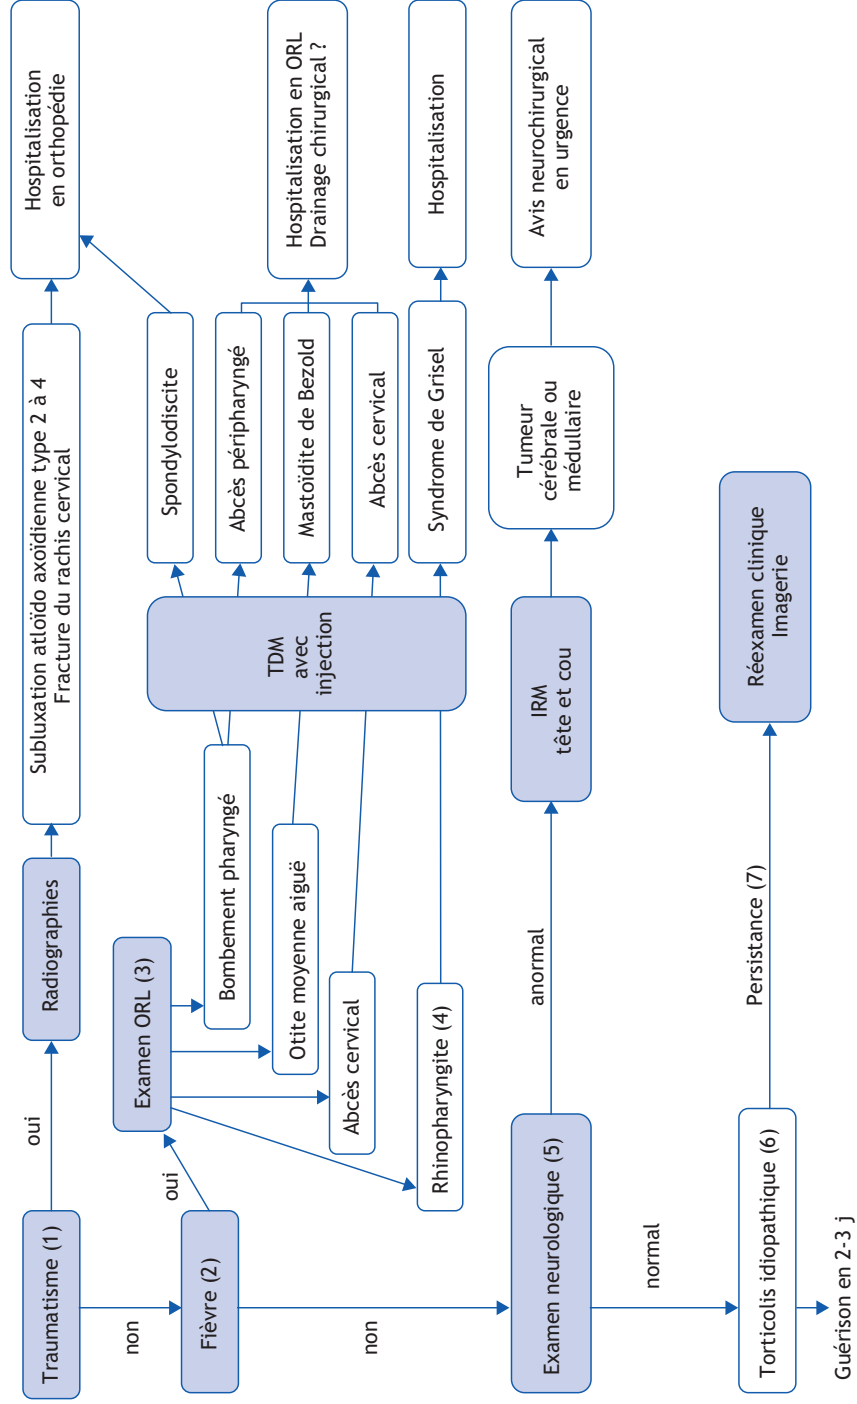 Traumatisme (1)
oui
Radiographies
Subluxation atloïdo axoïdienne type 2 à 4
Fracture du rachis cervical
Hospitalisation
en orthopédie
non
Fièvre (2)
oui
Examen ORL (3)
Bombement pharyngé
Otite moyenne aiguë
Abcès cervical
Rhinopharyngite (4)
TDM
avec
injection
Spondylodiscite
Abcès péripharyngé
Mastoïdite de Bezold
Abcès cervical
Syndrome de Grisel
Hospitalisation en ORL
Drainage chirurgical ?
Hospitalisation
non
Examen neurologique (5)
anormal
IRM
tête et cou
Tumeur
cérébrale ou
médullaire
Avis neurochirurgical
en urgence
normal
Torticolis idiopathique (6)
Persistance (7)
Réexamen clinique
Imagerie
Guérison en 2-3 j